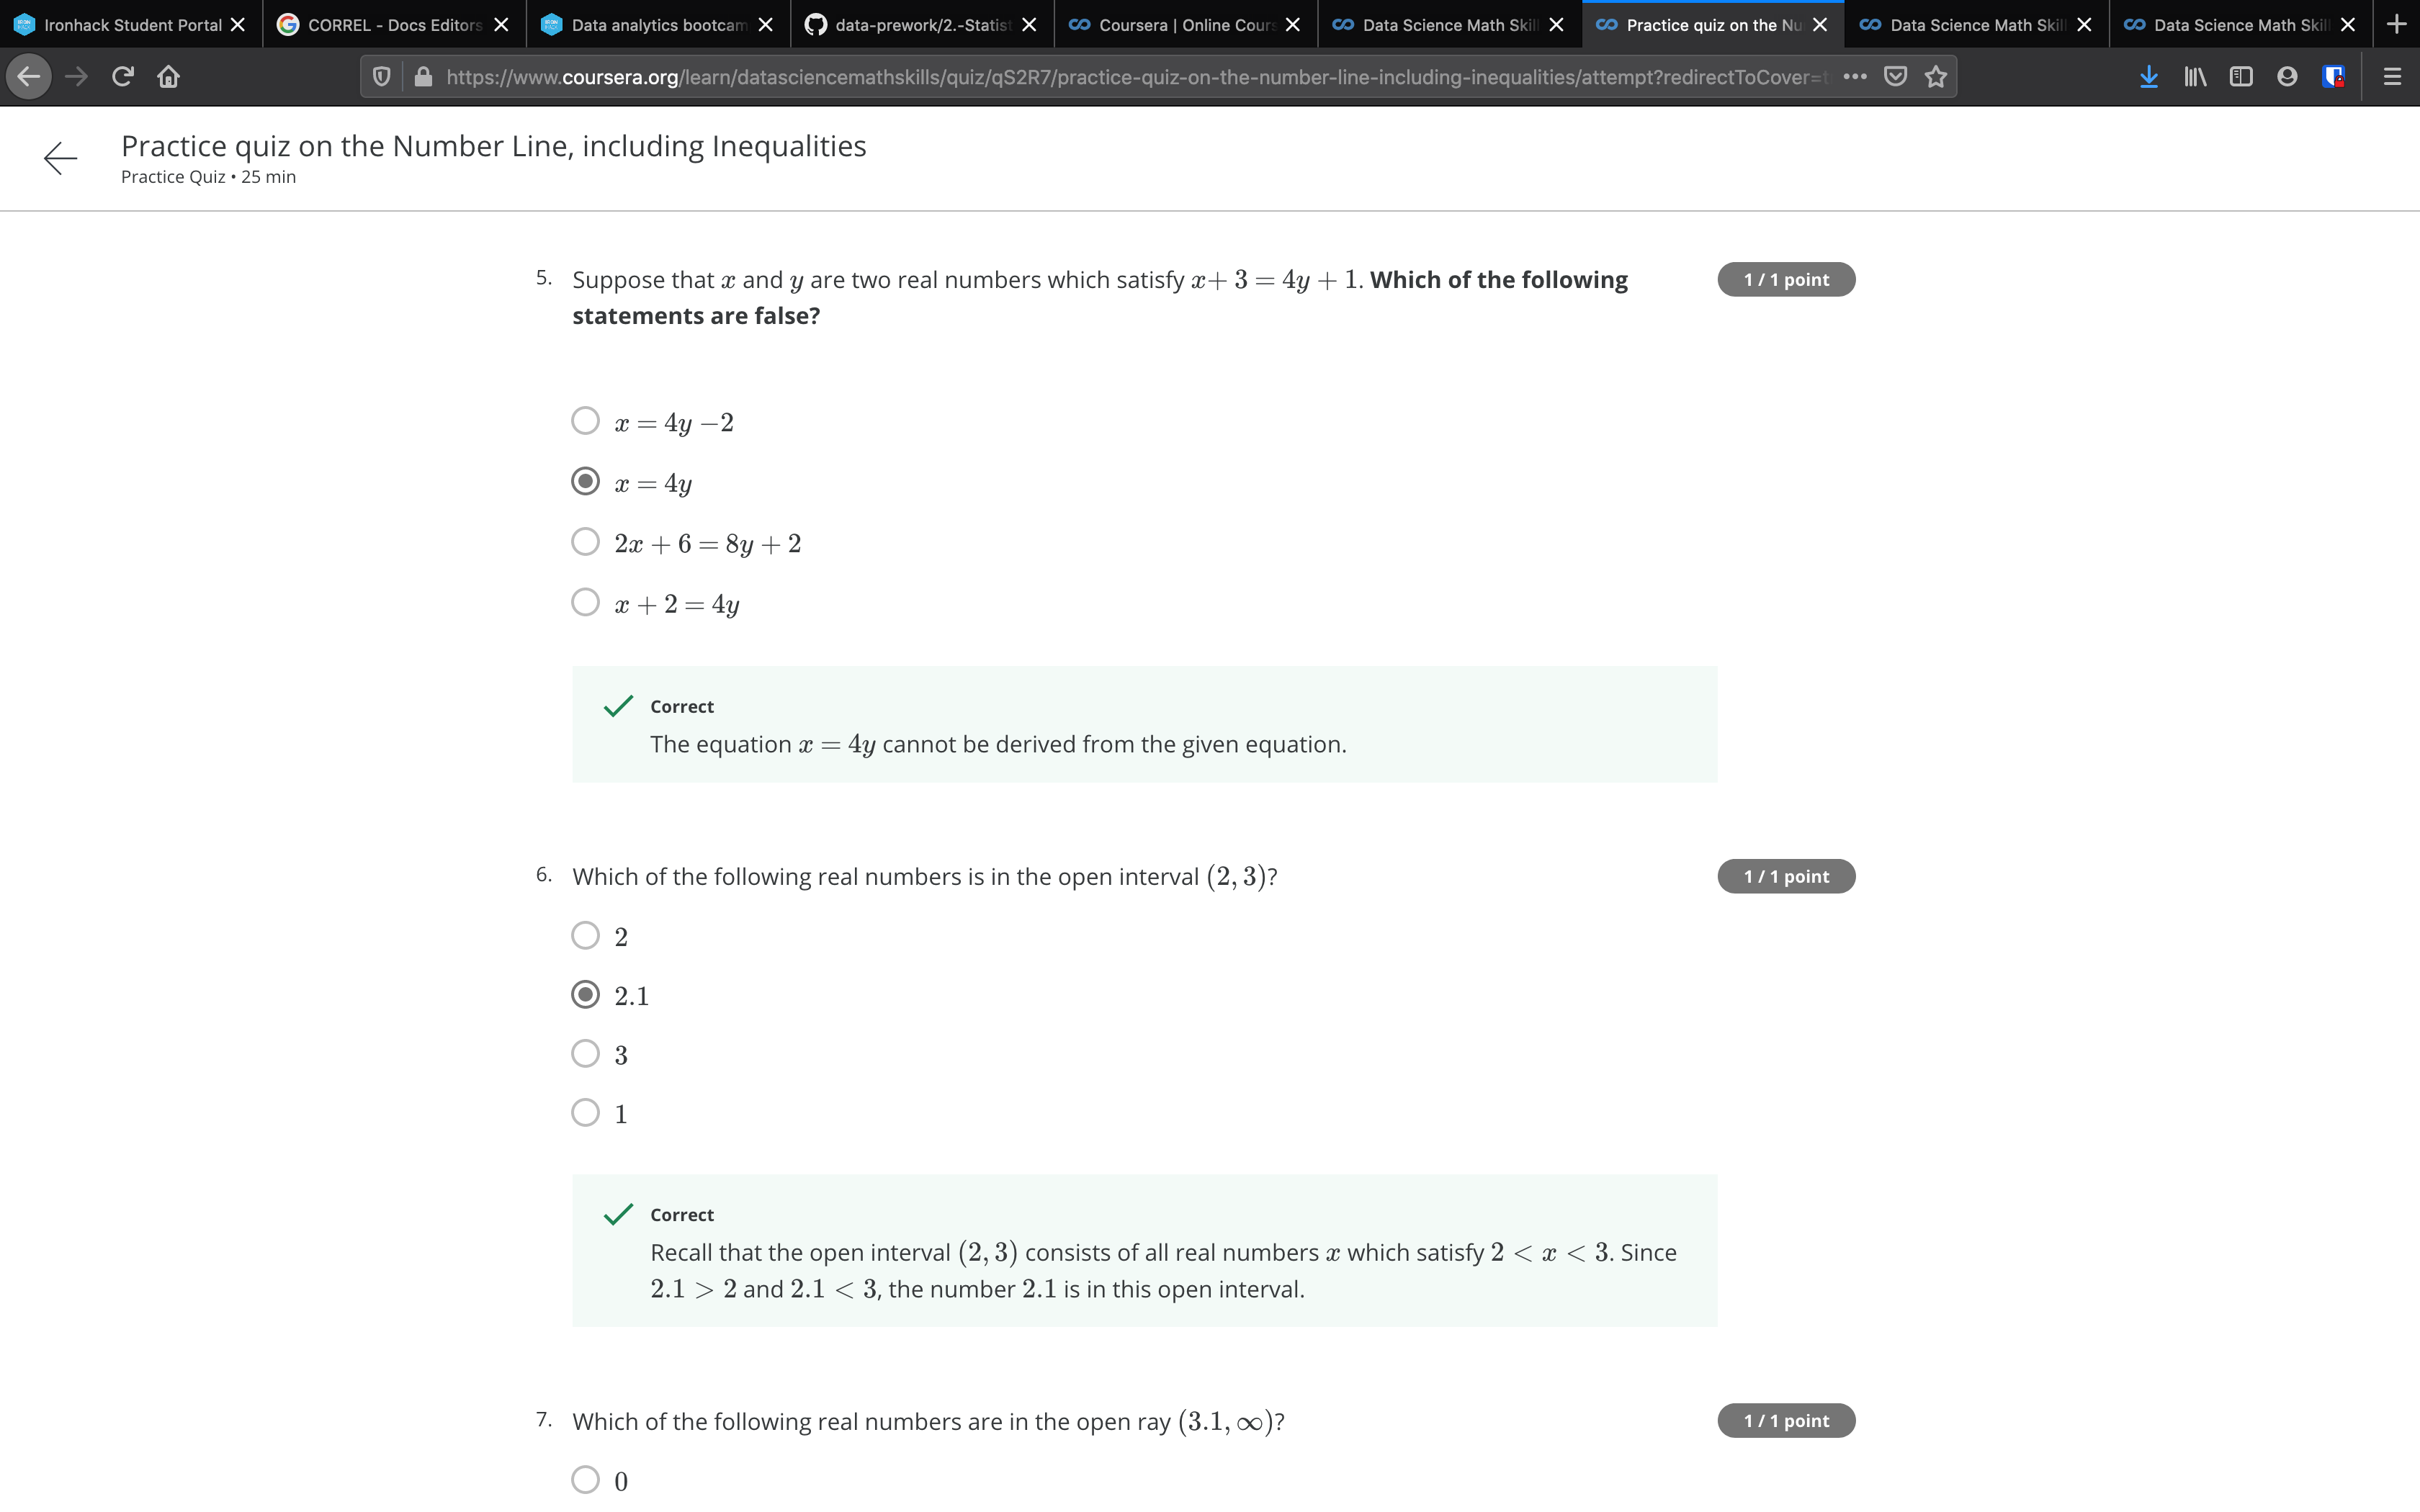 Ironhack Student Portal
CORREL - Docs Editors
Data analytics bootcam
data-prework/2.-Statist
Coursera | Online Cours
Data Science Math Skill
Practice quiz on the Nu
Data Science Math Skill
Data Science Math Skill
https://www.coursera.org/learn/datasciencemathskills/quiz/qS2R7/practice-quiz-on-the-number-line-including-inequalities/attempt?redirectToCover=t
Practice quiz on the Number Line, including Inequalities
Practice Quiz • 25 min
5. Suppose that x and y are two real numbers which satisfy x+ 3 = 4y + 1. Which of the following
1 / 1 point
statements are false?
x = 4y −2
x = 4y
2x + 6 = 8y + 2
x + 2 = 4y
Correct
The equation x = 4y cannot be derived from the given equation.
6. Which of the following real numbers is in the open interval (2, 3)?
1 / 1 point
2
2.1
3
1
Correct
Recall that the open interval (2, 3) consists of all real numbers x which satisfy 2 < x < 3. Since
2.1 > 2 and 2.1 < 3, the number 2.1 is in this open interval.
7. Which of the following real numbers are in the open ray (3.1, ∞)?
1 / 1 point
0